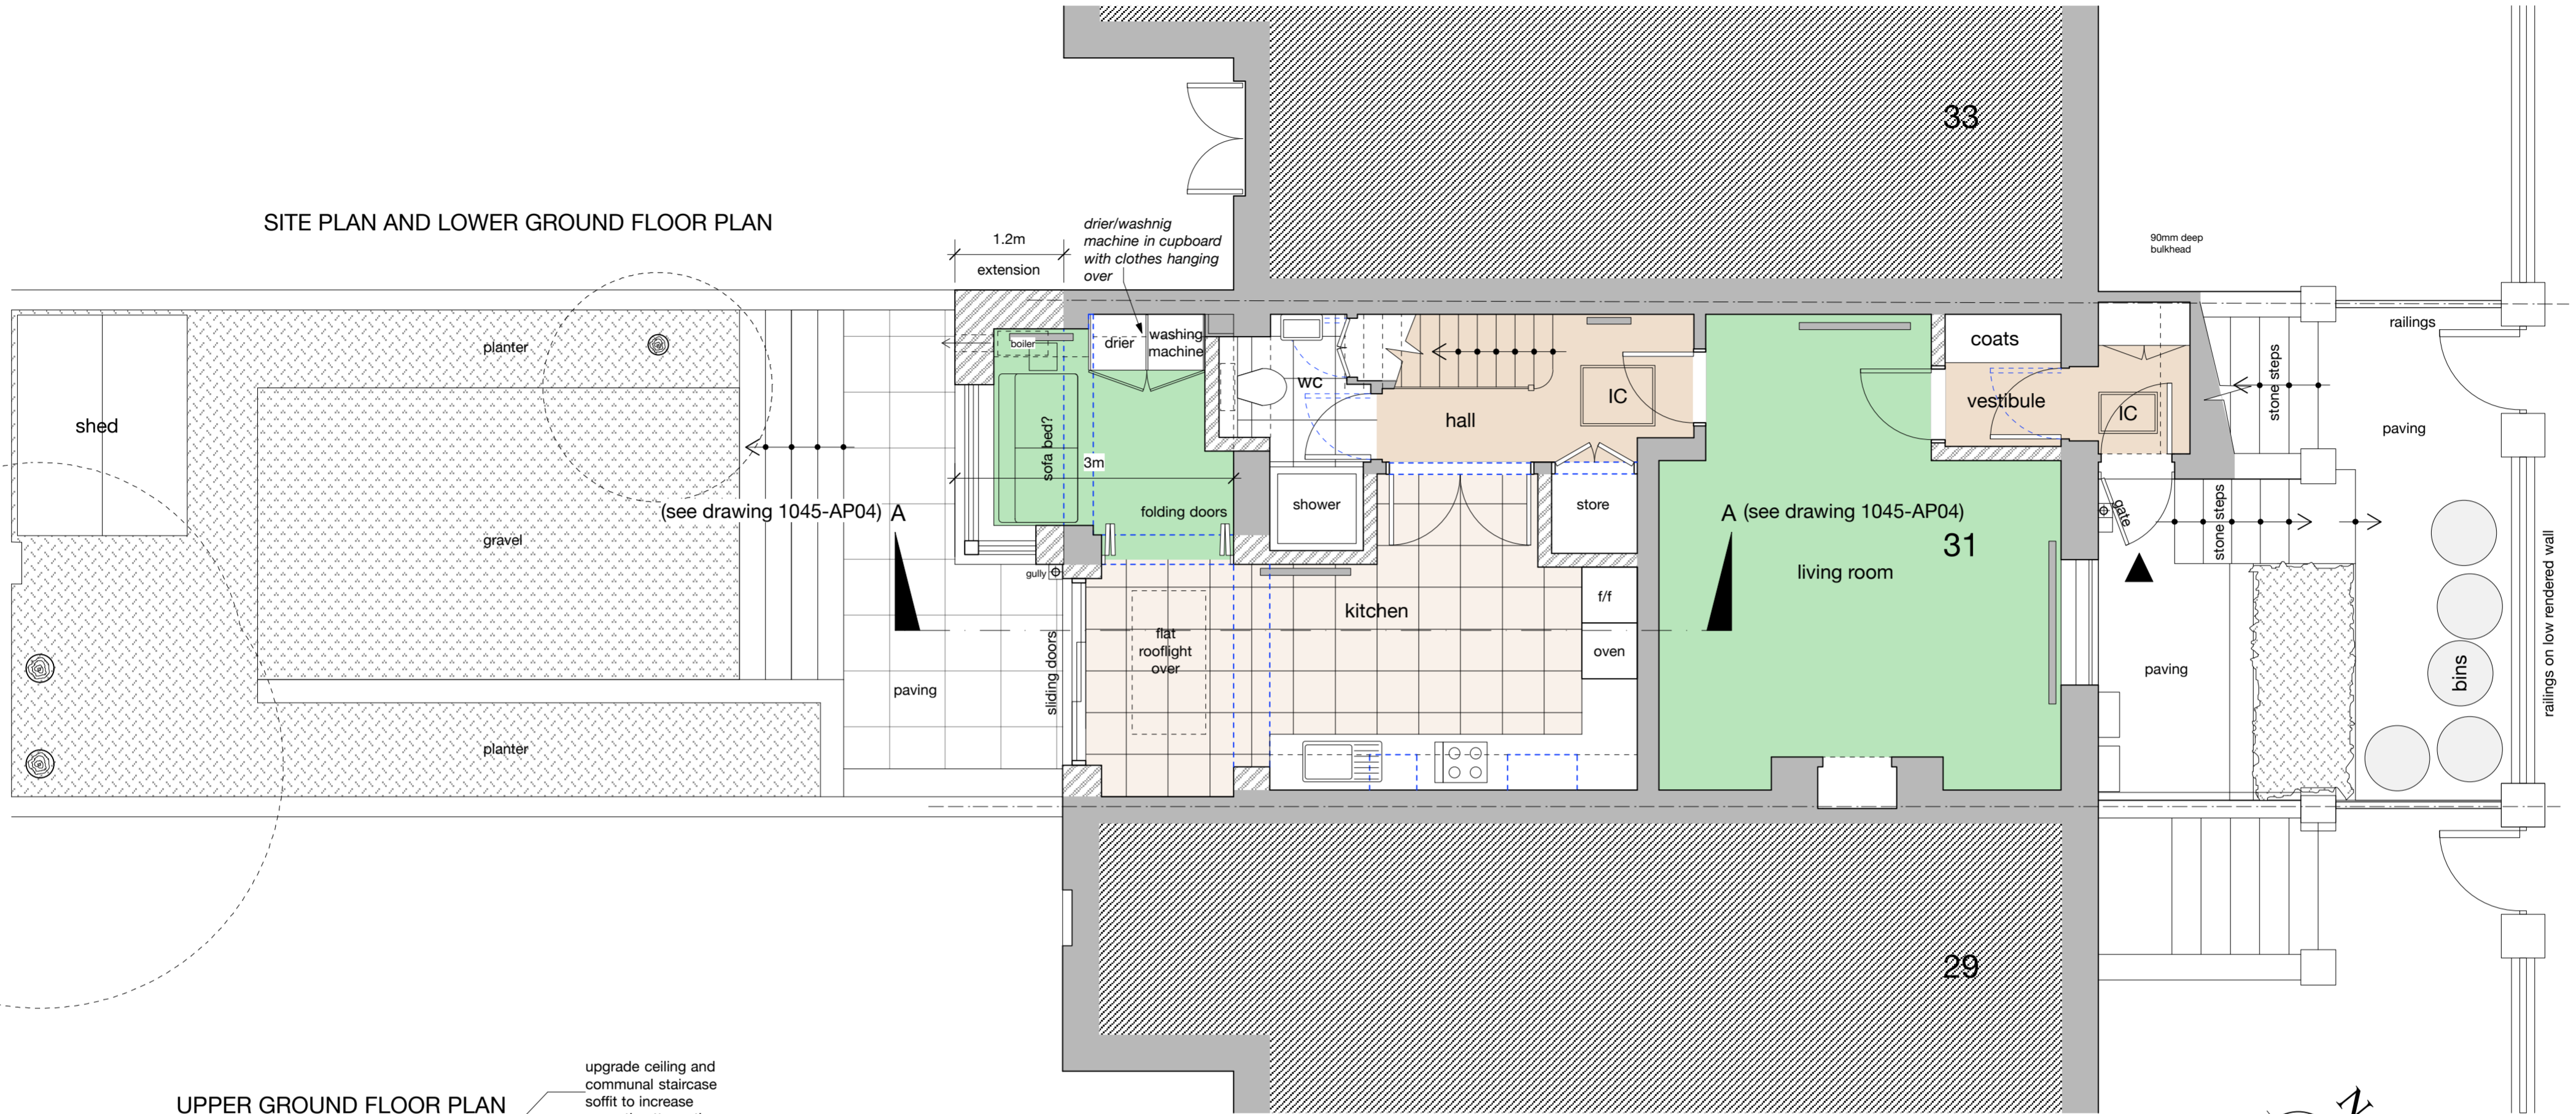 33
SITE PLAN AND LOWER GROUND FLOOR PLAN
drier/washnig
machine in cupboard
with clothes hanging
over
1.2m
extension
90mm deep
bulkhead
railings
planter
boiler
drier
washing
machine
coats
stone steps
shed
wc
IC
hall
vestibule
IC
paving
sofa bed?
3m
(see drawing 1045-AP04) A
folding doors
shower
store
A (see drawing 1045-AP04)
gate
stone steps
gravel
31
living room
gully
kitchen
f/f
flat
rooflight
over
oven
sliding doors
paving
paving
bins
railings on low rendered wall
planter
29
upgrade ceiling and
communal staircase
soffit to increase
UPPER GROUND FLOOR PLAN
N